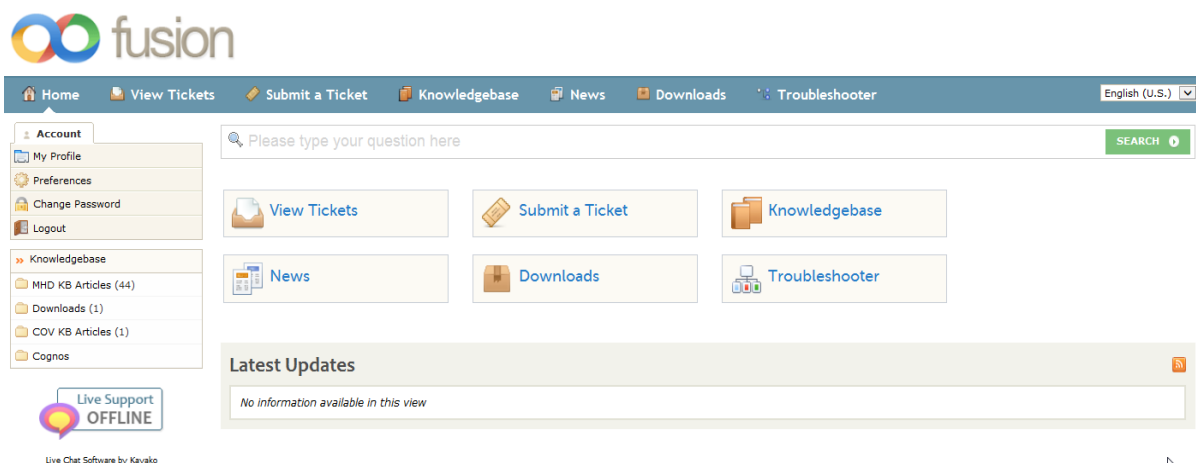 fusion
Home View Tickets Submit a Ticket Knowledgebase News Downloads Troubleshooter English (U.S.)
Account
My Profile
Preferences
Change Password
Logout
Please type your question here SEARCH
View Tickets Submit a Ticket Knowledgebase
News Downloads Troubleshooter
» Knowledgebase
MHD KB Articles (44)
Downloads (1)
COV KB Articles (1)
Cognos
Latest Updates
No information available in this view
Live Support
OFFLINE
Live Chat Software by Kayako